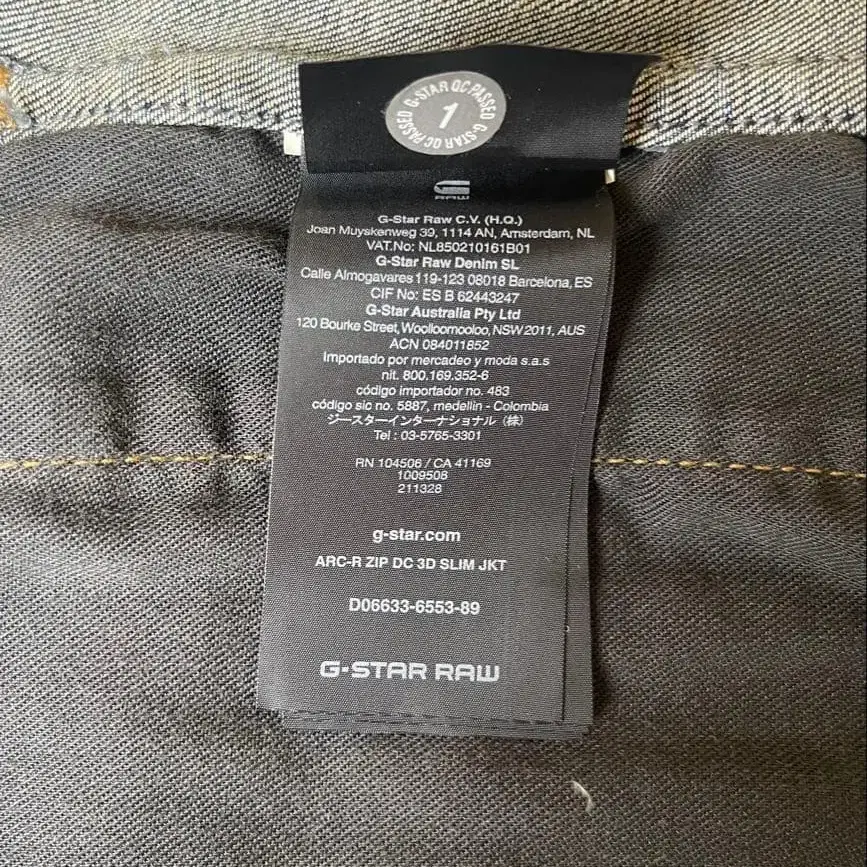 G-STAR QC PASSED G-STAR QC PASSED
1
RAW
G-Star Raw C.V. (H.Q.)
Joan Muyskenweg 39, 1114 AN, Amsterdam, NL
VAT.No: NL850210161B01
G-Star Raw Denim SL
Calle Almogavares 119-123 08018 Barcelona, ES
CIF No: ES B 62443247
G-Star Australia Pty Ltd
120 Bourke Street, Woolloomooloo, NSW 2011, AUS
ACN 084011852
Importado por mercadeo y moda s.a.s
nit. 800.169.352-6
código importador no. 483
código sic no. 5887, medellin - Colombia
ジースターインターナショナル (株)
Tel : 03-5765-3301
RN 104506 / CA 41169
1009508
211328
g-star.com
ARC-R ZIP DC 3D SLIM JKT
D06633-6553-89
G-STAR RAW